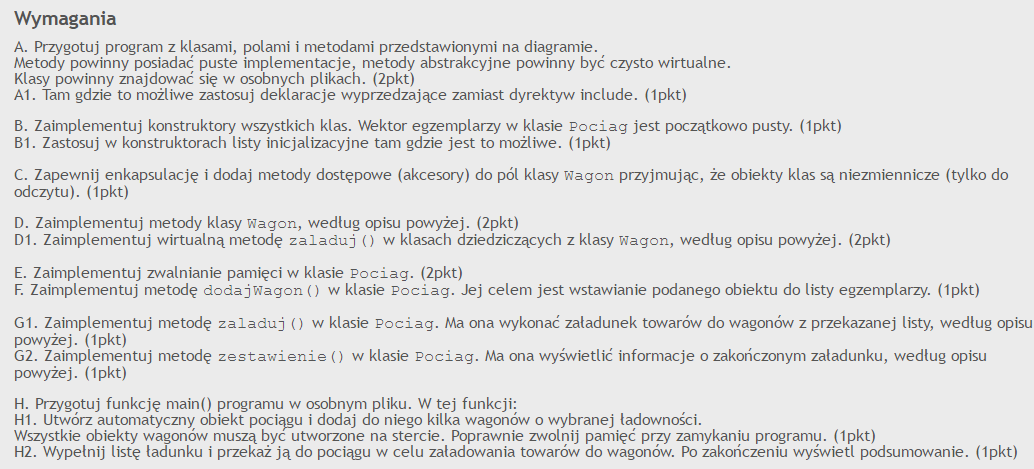 Wymagania
A. Przygotuj program z klasami, polami i metodami przedstawionymi na diagramie.
Metody powinny posiadać puste implementacje, metody abstrakcyjne powinny być czysto wirtualne.
Klasy powinny znajdować się w osobnych plikach. (2pkt)
A1. Tam gdzie to możliwe zastosuj deklaracje wyprzedzające zamiast dyrektyw include. (1pkt)
B. Zaimplementuj konstruktory wszystkich klas. Wektor egzemplarzy w klasie Pociag jest początkowo pusty. (1pkt)
B1. Zastosuj w konstruktorach listy inicjalizacyjne tam gdzie jest to możliwe. (1pkt)
C. Zapewnij enkapsulację i dodaj metody dostępowe (akcesory) do pól klasy Wagon przyjmując, że obiekty klas są niezmiennicze (tylko do
odczytu). (1pkt)
D. Zaimplementuj metody klasy Wagon, według opisu powyżej. (2pkt)
D1. Zaimplementuj wirtualną metodę zaladuj() w klasach dziedziczących z klasy Wagon, według opisu powyżej. (2pkt)
E. Zaimplementuj zwalnianie pamięci w klasie Pociag. (2pkt)
F. Zaimplementuj metodę dodajWagon() w klasie Pociag. Jej celem jest wstawianie podanego obiektu do listy egzemplarzy. (1pkt)
G1. Zaimplementuj metodę zaladuj() w klasie Pociag. Ma ona wykonać załadunek towarów do wagonów z przekazanej listy, według opisu
powyżej. (1pkt)
G2. Zaimplementuj metodę zestawienie() w klasie Pociag. Ma ona wyświetlić informacje o zakończonym załadunku, według opisu
powyżej. (1pkt)
H. Przygotuj funkcję main() programu w osobnym pliku. W tej funkcji:
H1. Utwórz automatyczny obiekt pociągu i dodaj do niego kilka wagonów o wybranej ładowności.
Wszystkie obiekty wagonów muszą być utworzone na stercie. Poprawnie zwolnij pamięć przy zamykaniu programu. (1pkt)
H2. Wypełnij listę ładunku i przekaż ją do pociągu w celu załadowania towarów do wagonów. Po zakończeniu wyświetl podsumowanie. (1pkt)